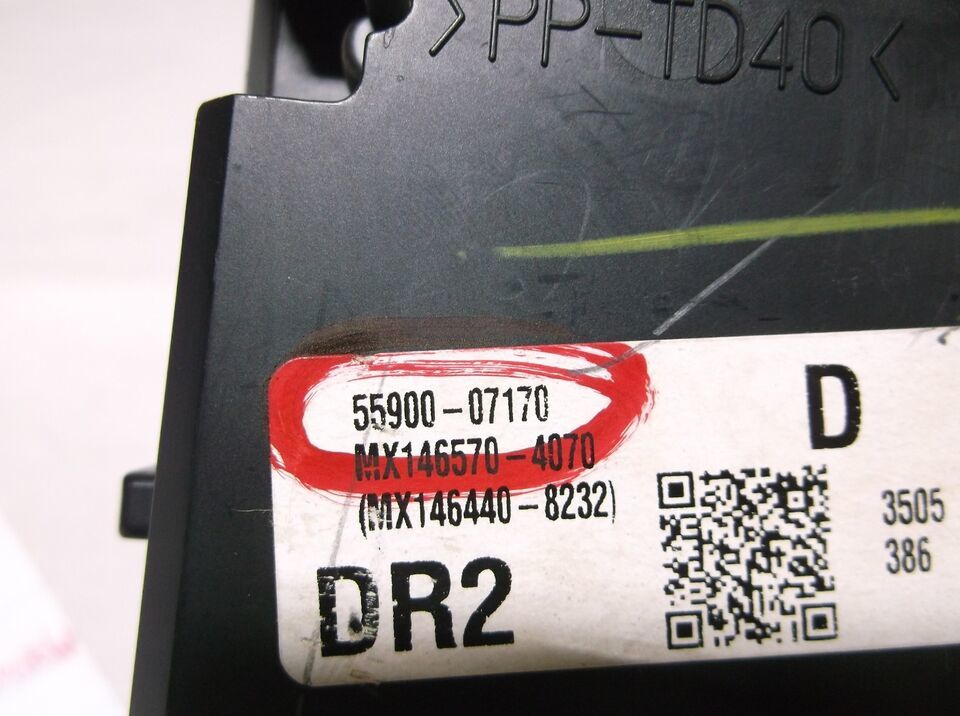 >PP-TD40<
55900-07170
MX146570-4070
(MX146440-8232)
DR2
D
3505
386